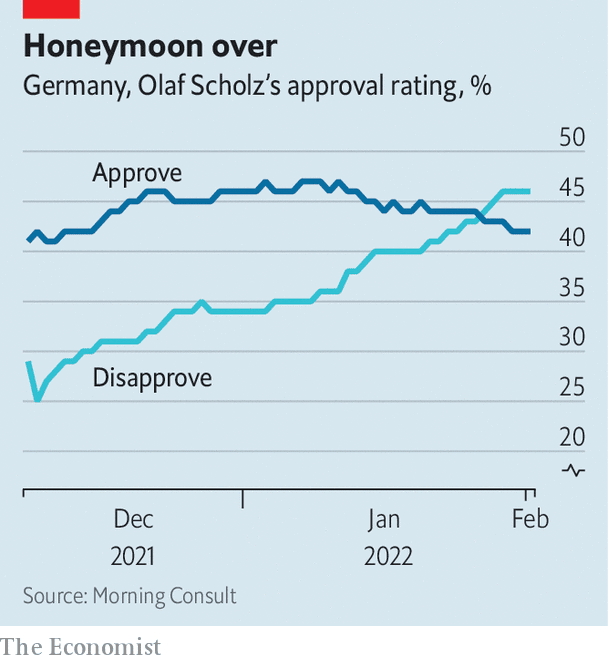 Honeymoon over
Germany, Olaf Scholz’s approval rating, %
50
Approve
45
40
35
30
Disapprove
25
20
Dec
Jan
Feb
2021
2022
Source: Morning Consult
The Economist